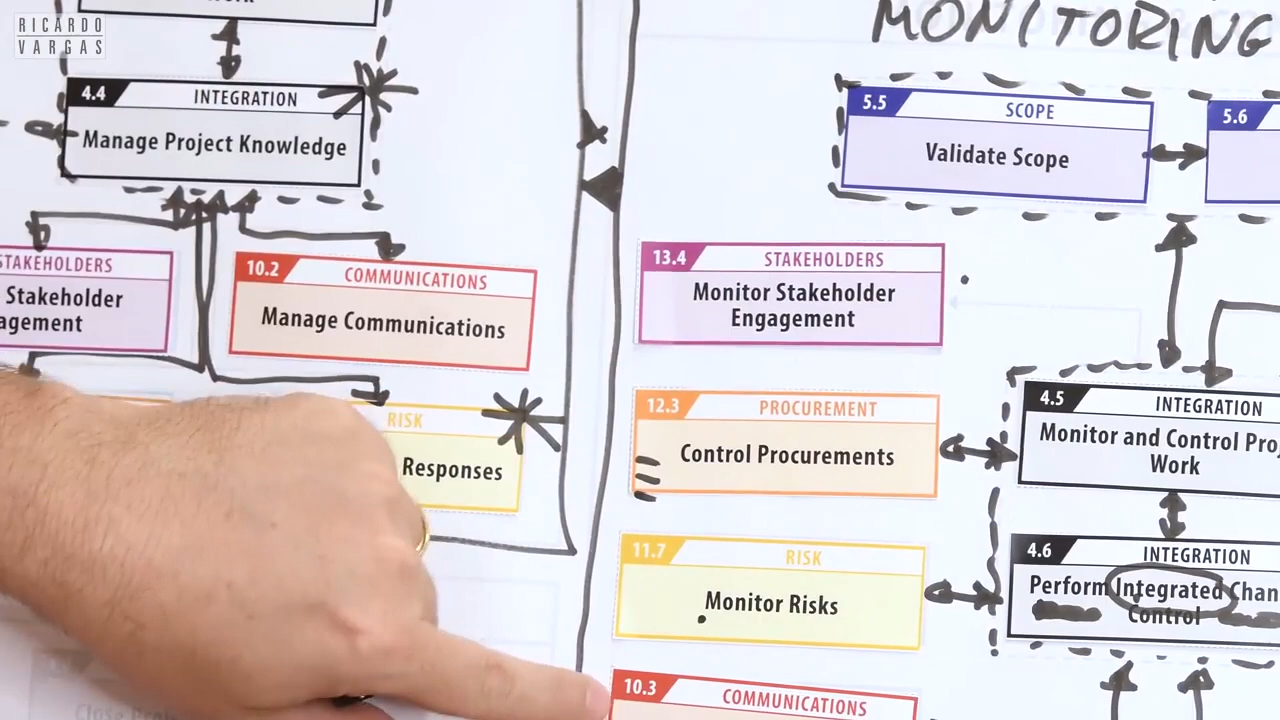 RICARDO
VARGAS
MONITORING
4.4 INTEGRATION
Manage Project Knowledge
5.5 SCOPE
Validate Scope
5.6
STAKEHOLDERS
Stakeholder
10.2 COMMUNICATIONS
Manage Communications
13.4 STAKEHOLDERS
Monitor Stakeholder
Engagement
RISK
Responses
12.3 PROCUREMENT
Control Procurements
4.5 INTEGRATION
Monitor and Control
Work
11.7 RISK
Monitor Risks
4.6 INTEGRATION
Perform Integrated
Control
10.3 COMMUNICATIONS